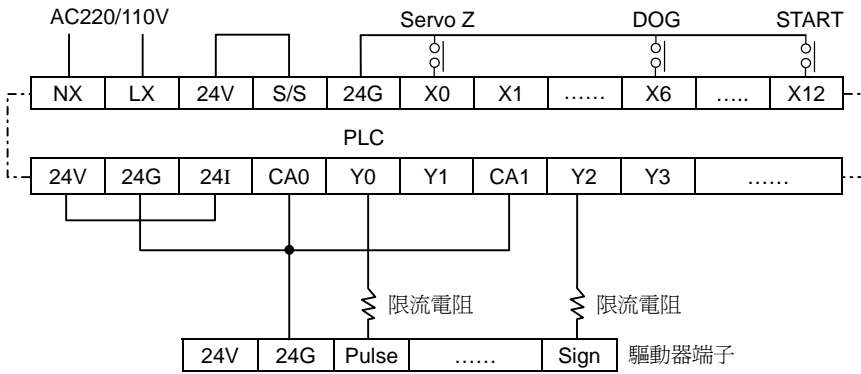 AC220/110V Servo Z DOG START
NX LX 24V S/S 24G X0 X1 …… X6 ….. X12
PLC
24V 24G 24I CA0 Y0 Y1 CA1 Y2 Y3 ……
限流電阻 限流電阻
24V 24G Pulse …… Sign 驅動器端子